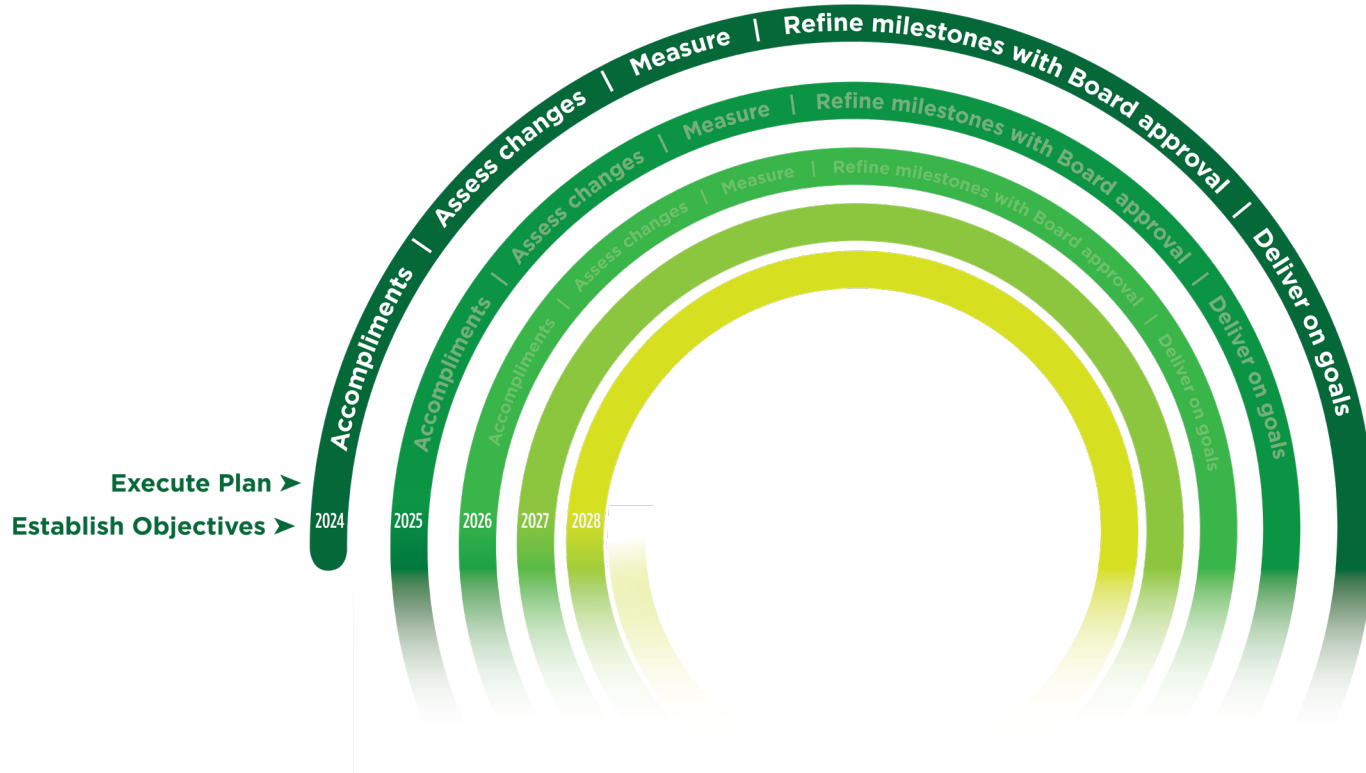 Accompliments | Assess changes | Measure | Refine milestones with Board approval | Deliver on goals
Accompliments | Assess changes | Measure | Refine milestones with Board approval | Deliver on goals
Accompliments | Assess changes | Measure | Refine milestones with Board approval | Deliver on goals
Execute Plan ➤
Establish Objectives ➤
2024 2025 2026 2027 2028